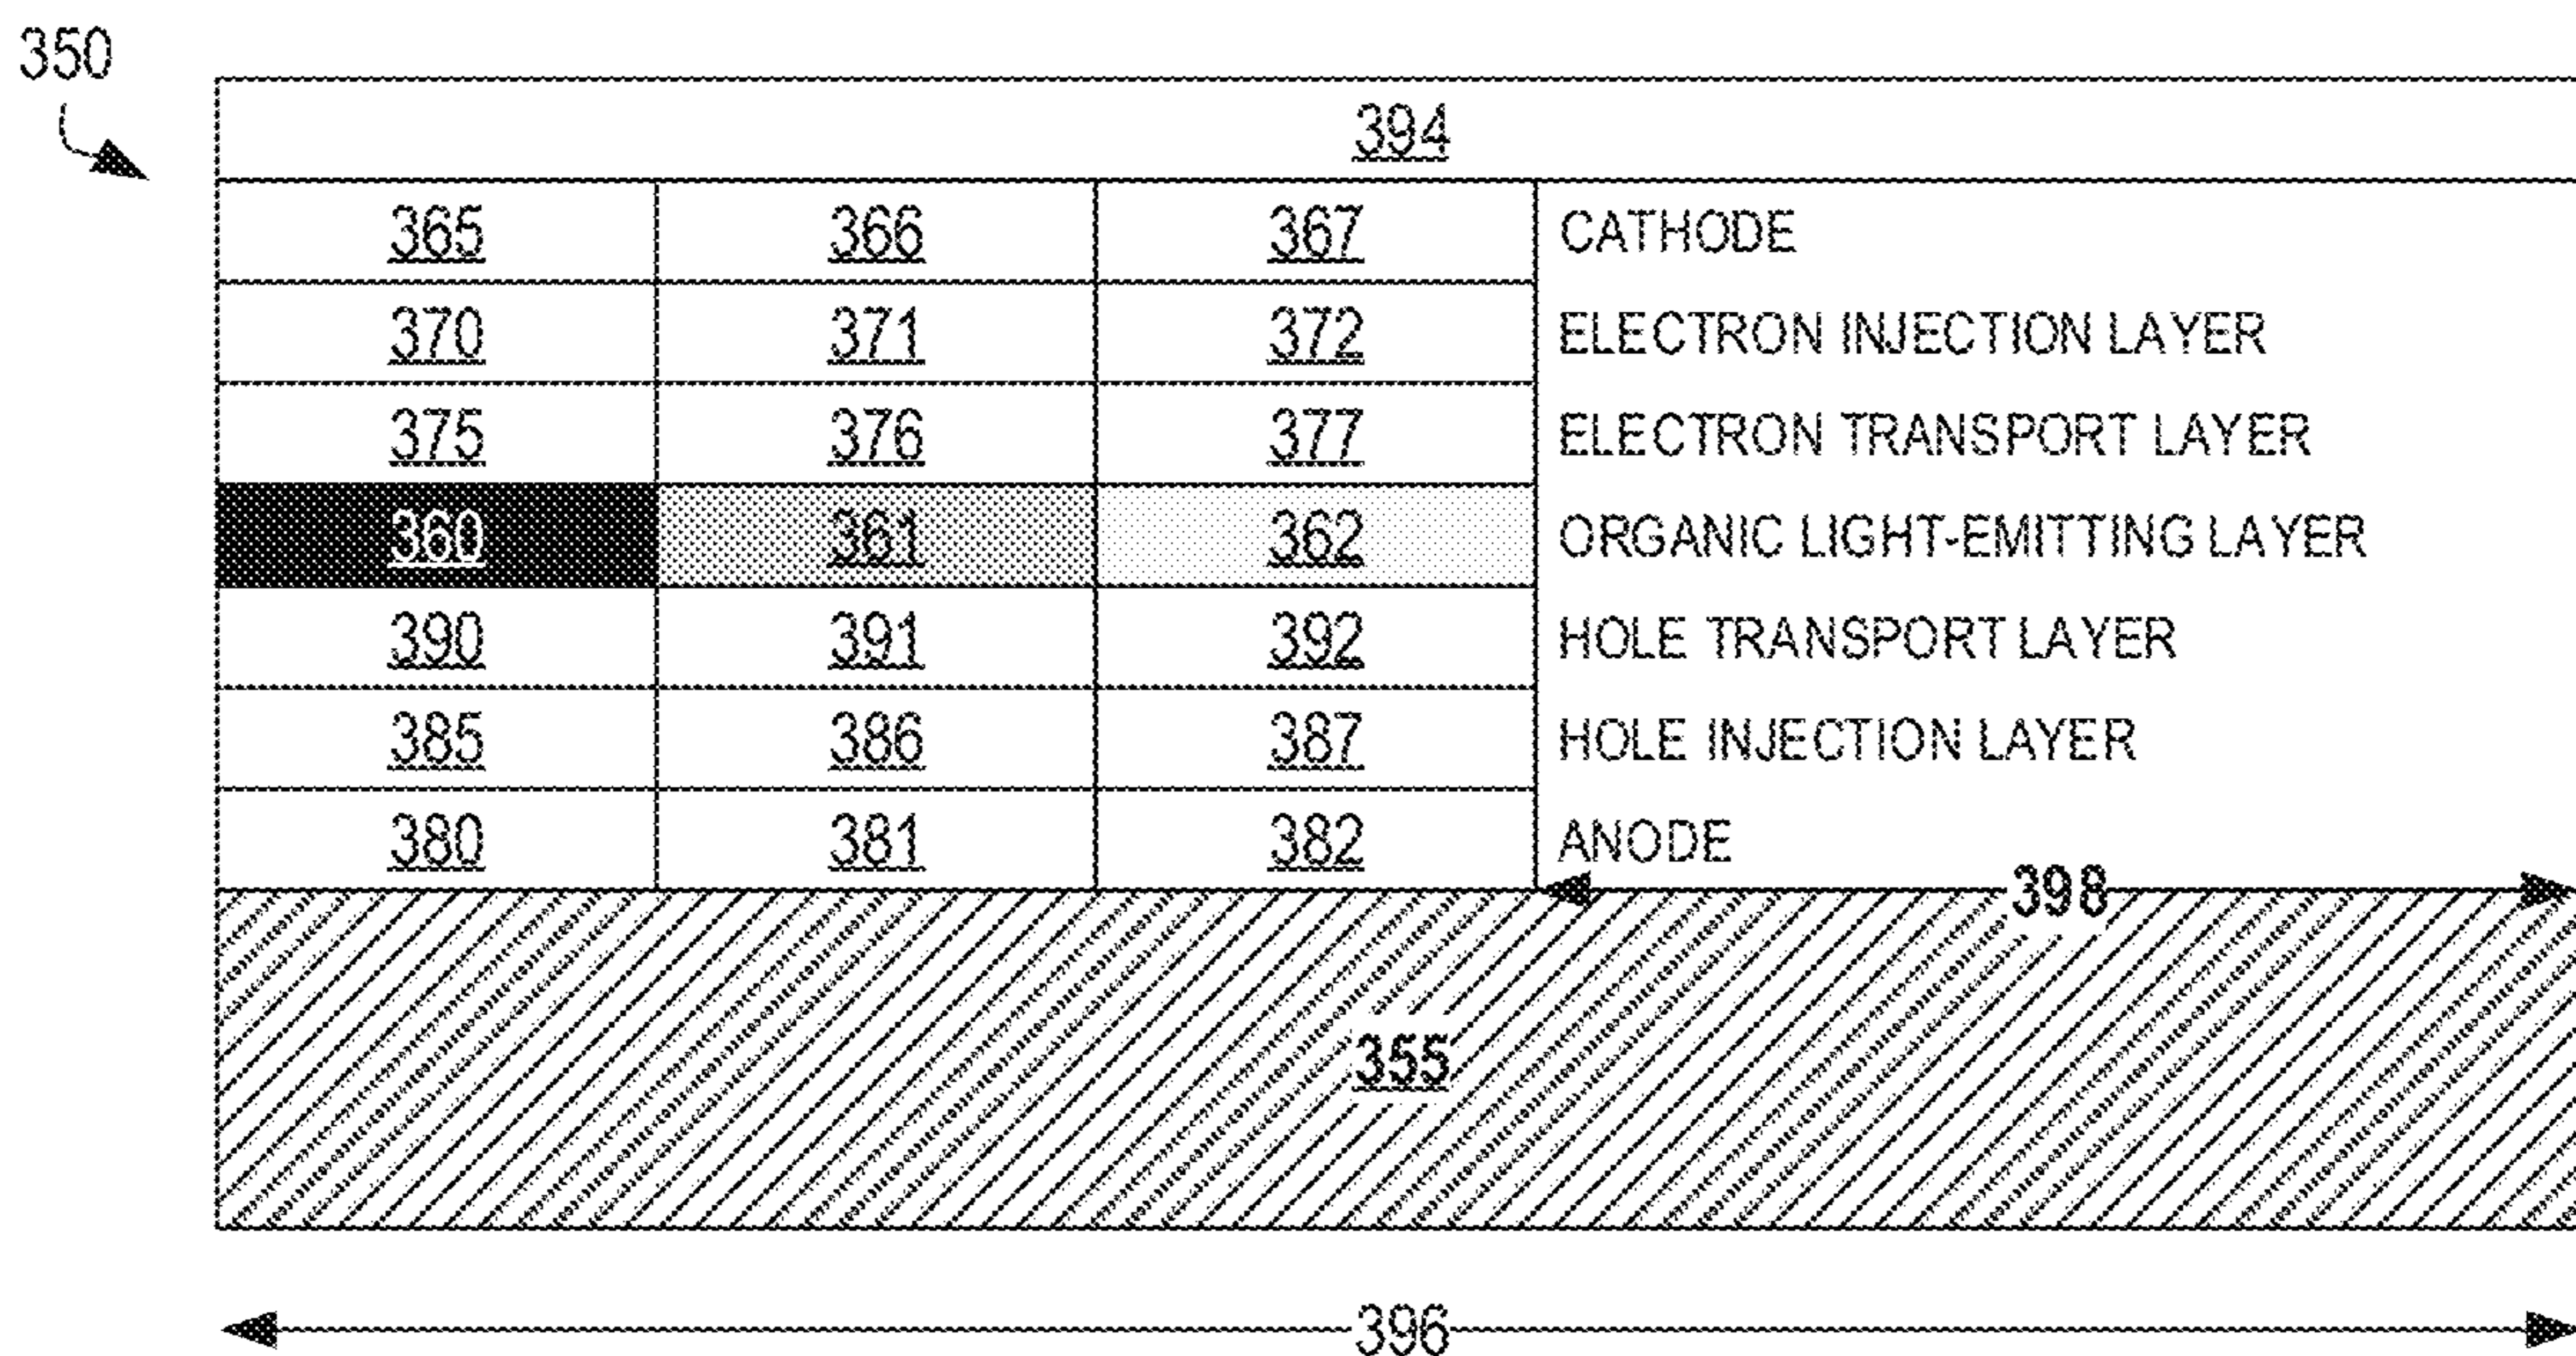 350
394
365 366 367 CATHODE
370 371 372 ELECTRON INJECTION LAYER
375 376 377 ELECTRON TRANSPORT LAYER
360 361 362 ORGANIC LIGHT-EMITTING LAYER
390 391 392 HOLE TRANSPORT LAYER
385 386 387 HOLE INJECTION LAYER
380 381 382 ANODE
398
355
396